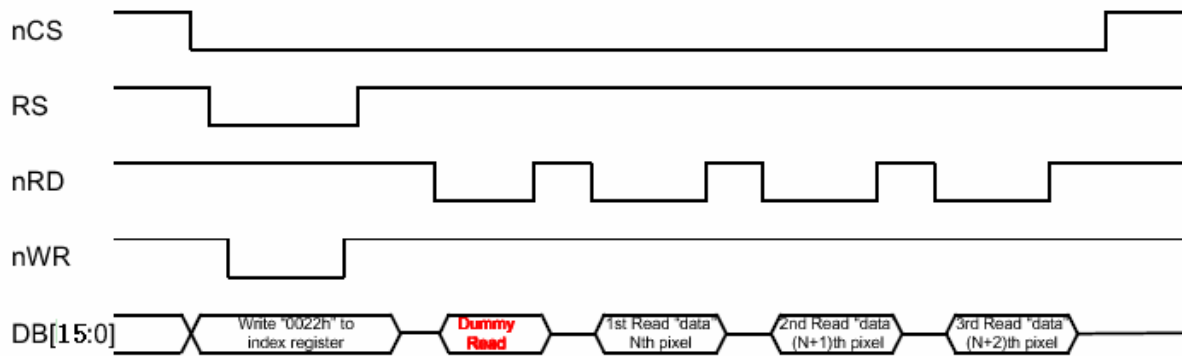 nCS
RS
nRD
nWR
DB[15:0]
Write "0022h" to
index register
Dummy
Read
1st Read "data"
Nth pixel
2nd Read "data"
(N+1)th pixel
3rd Read "data"
(N+2)th pixel